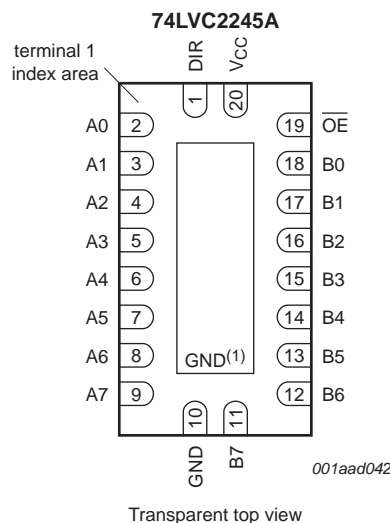 74LVC2245A
terminal 1
index area
DIR
VCC
1
20
A0 2 19 OE
A1 3 18 B0
A2 4 17 B1
A3 5 16 B2
A4 6 15 B3
A5 7 14 B4
A6 8 GND(1) 13 B5
A7 9 12 B6
10
11
GND
B7
001aad042
Transparent top view